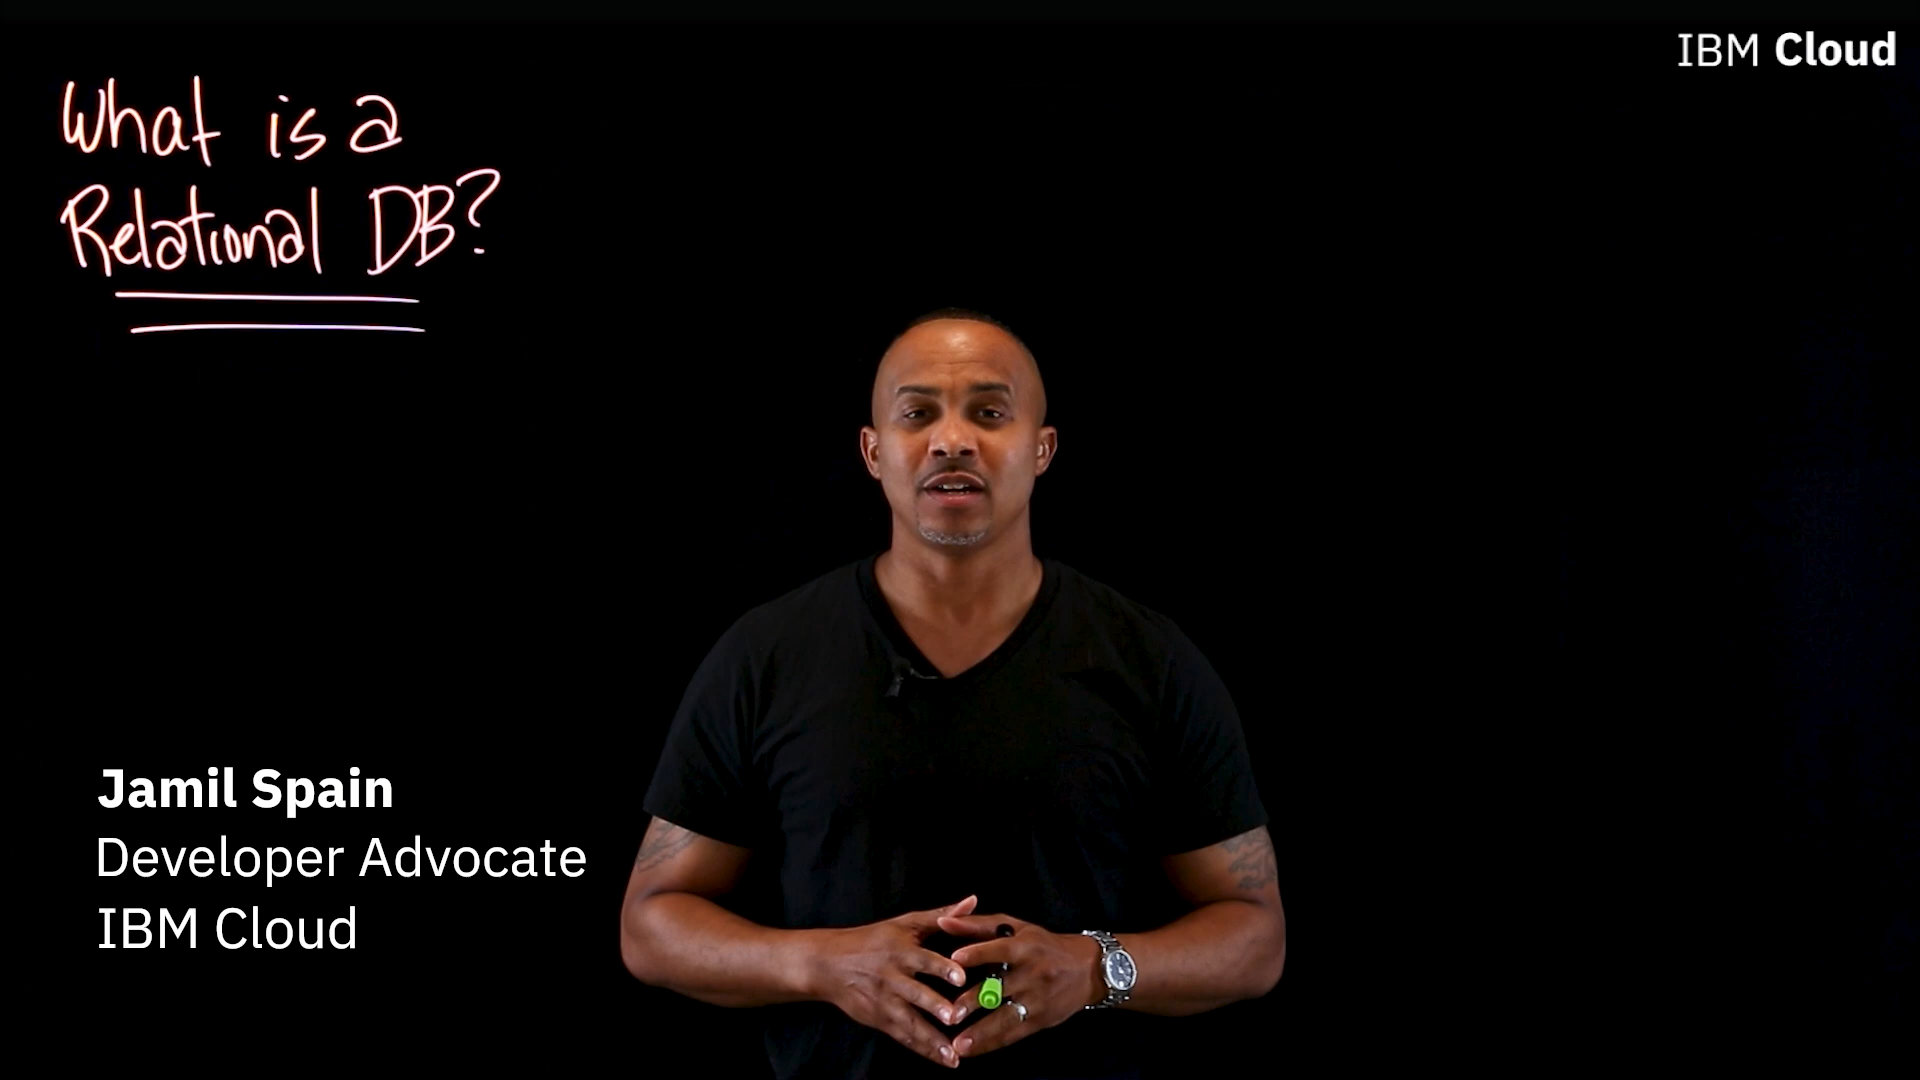 IBM Cloud
What is a
Relational DB?
Jamil Spain
Developer Advocate
IBM Cloud